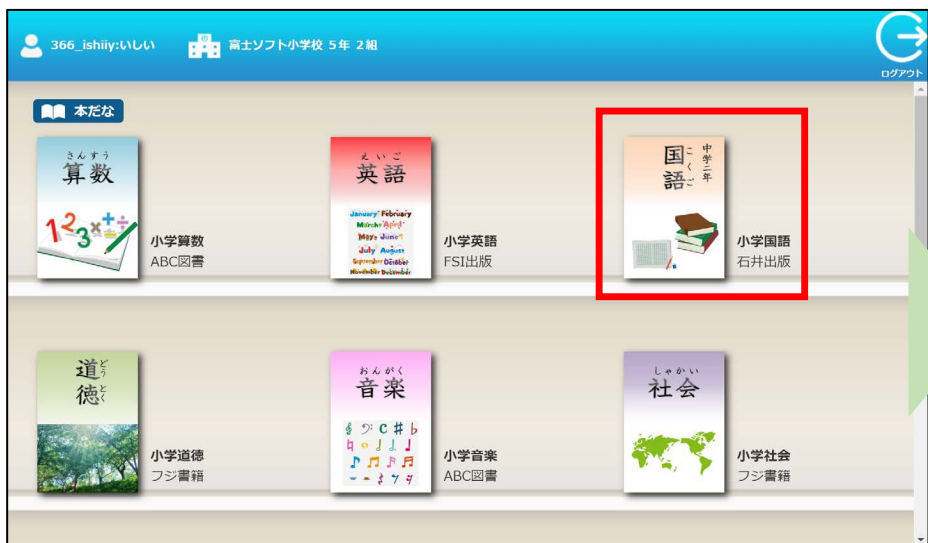 366_ishiiy:いしい
富士ソフト小学校 5年 2組
ログアウト
本だな
さんすう
算数
小学算数
ABC図書
えいご
英語
January February
March April
May June
July August
September October
November December
小学英語
FSI出版
中学二年
国語
こくご
小学国語
石井出版
道徳
どうとく
小学道徳
フジ書籍
おんがく
音楽
小学音楽
ABC図書
しゃかい
社会
小学社会
フジ書籍